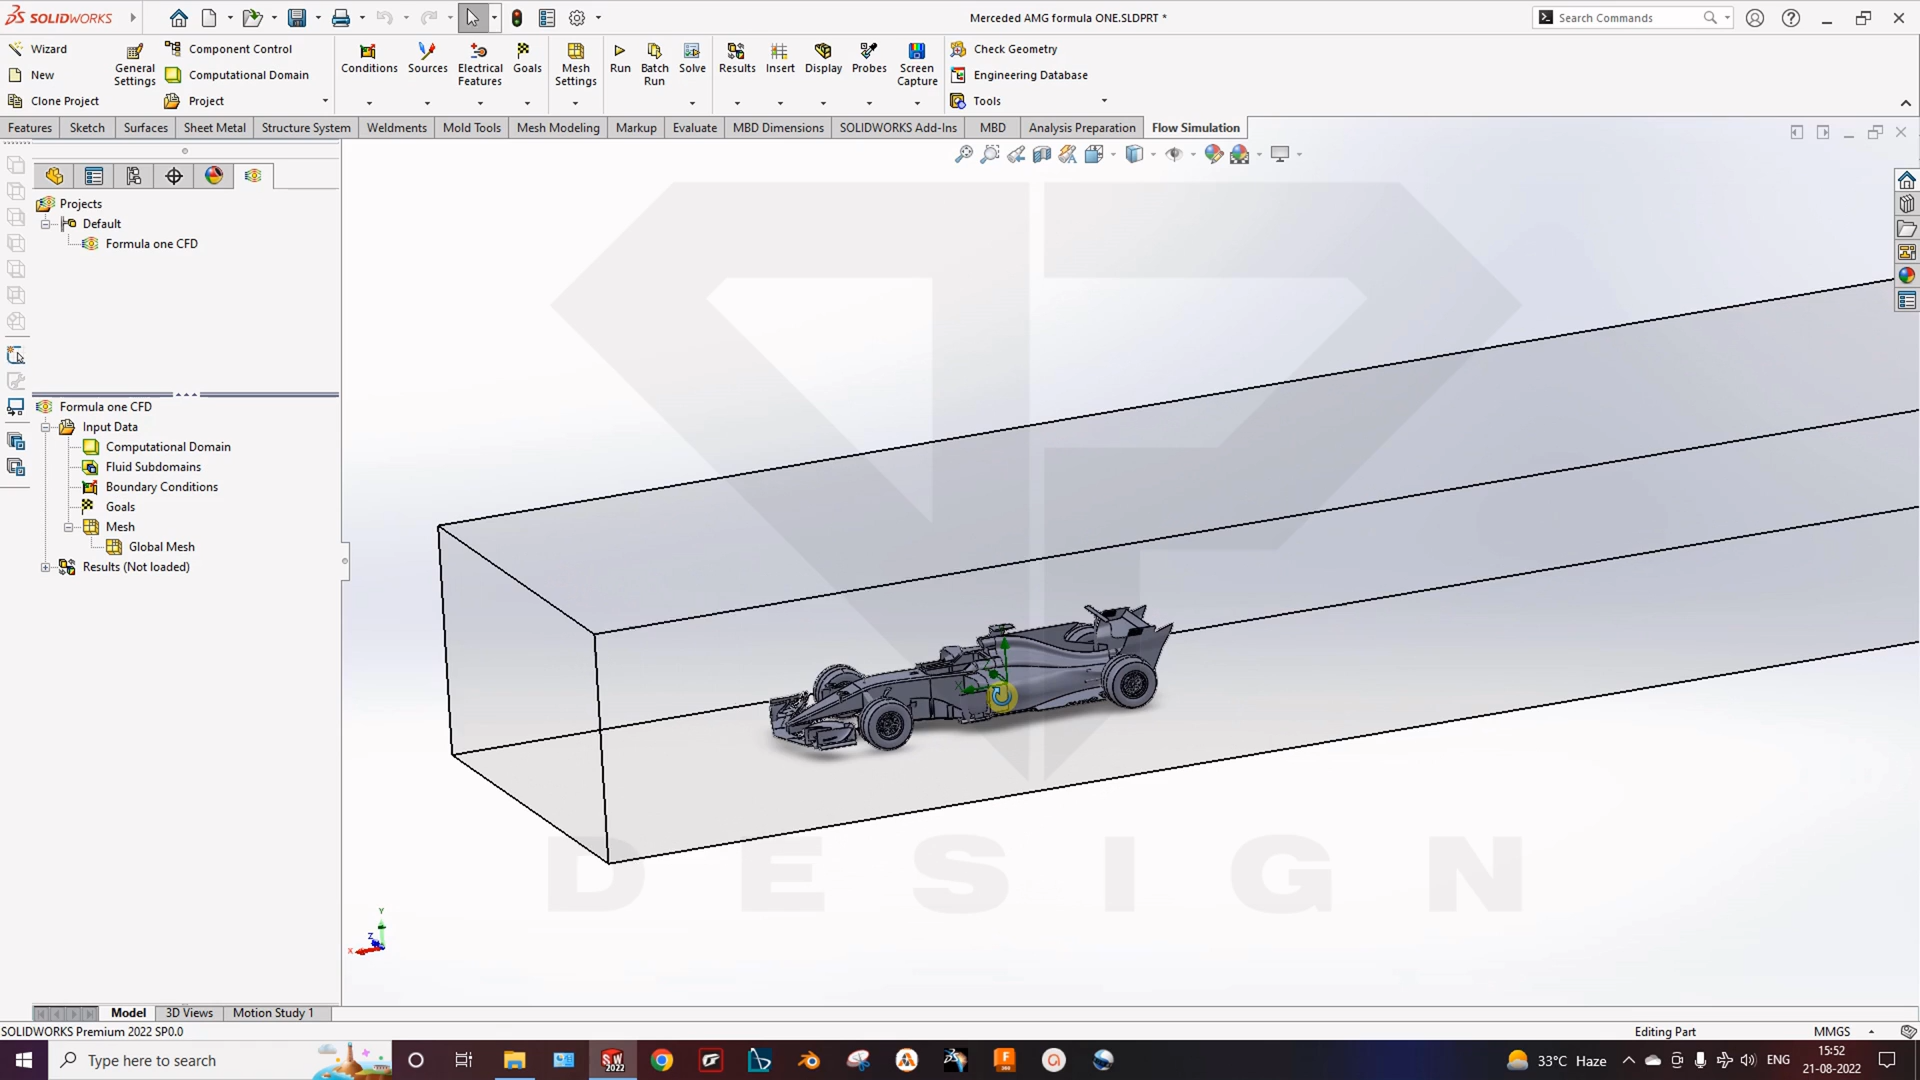 SOLIDWORKS
Merceded AMG formula ONE.SLDPRT *
Search Commands
Wizard
New
Clone Project
General Settings
Component Control
Computational Domain
Project
Conditions
Sources
Electrical Features
Goals
Mesh Settings
Run
Batch Run
Solve
Results
Insert
Display
Probes
Screen Capture
Check Geometry
Engineering Database
Tools
Features Sketch Surfaces Sheet Metal Structure System Weldments Mold Tools Mesh Modeling Markup Evaluate MBD Dimensions SOLIDWORKS Add-Ins MBD Analysis Preparation Flow Simulation
Projects
Default
Formula one CFD
Formula one CFD
Input Data
Computational Domain
Fluid Subdomains
Boundary Conditions
Goals
Mesh
Global Mesh
Results (Not loaded)
DESIGN
Y
Z
X
Model 3D Views Motion Study 1
SOLIDWORKS Premium 2022 SP0.0
Editing Part
MMGS
Type here to search
SW
2022
33°C Haze
ENG
15:52
21-08-2022